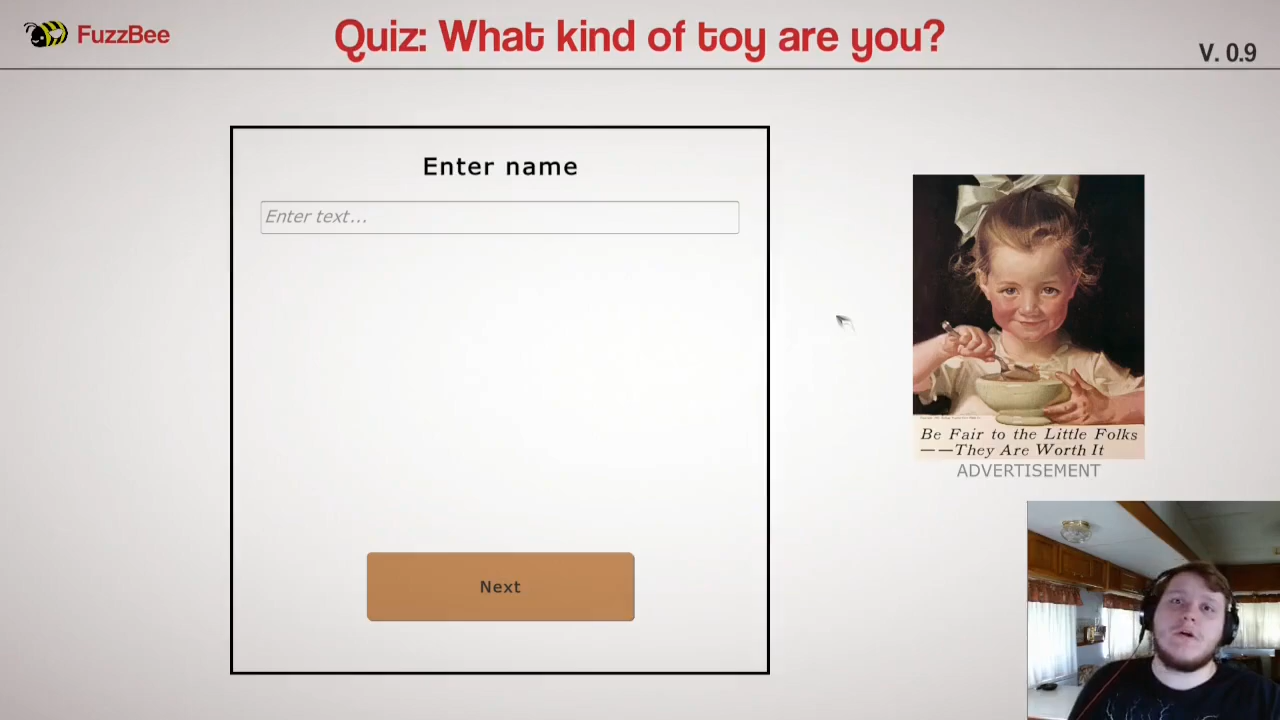 FuzzBee
Quiz: What kind of toy are you?
V. 0.9
Enter name
Enter text...
Next
Be Fair to the Little Folks
——They Are Worth It
ADVERTISEMENT